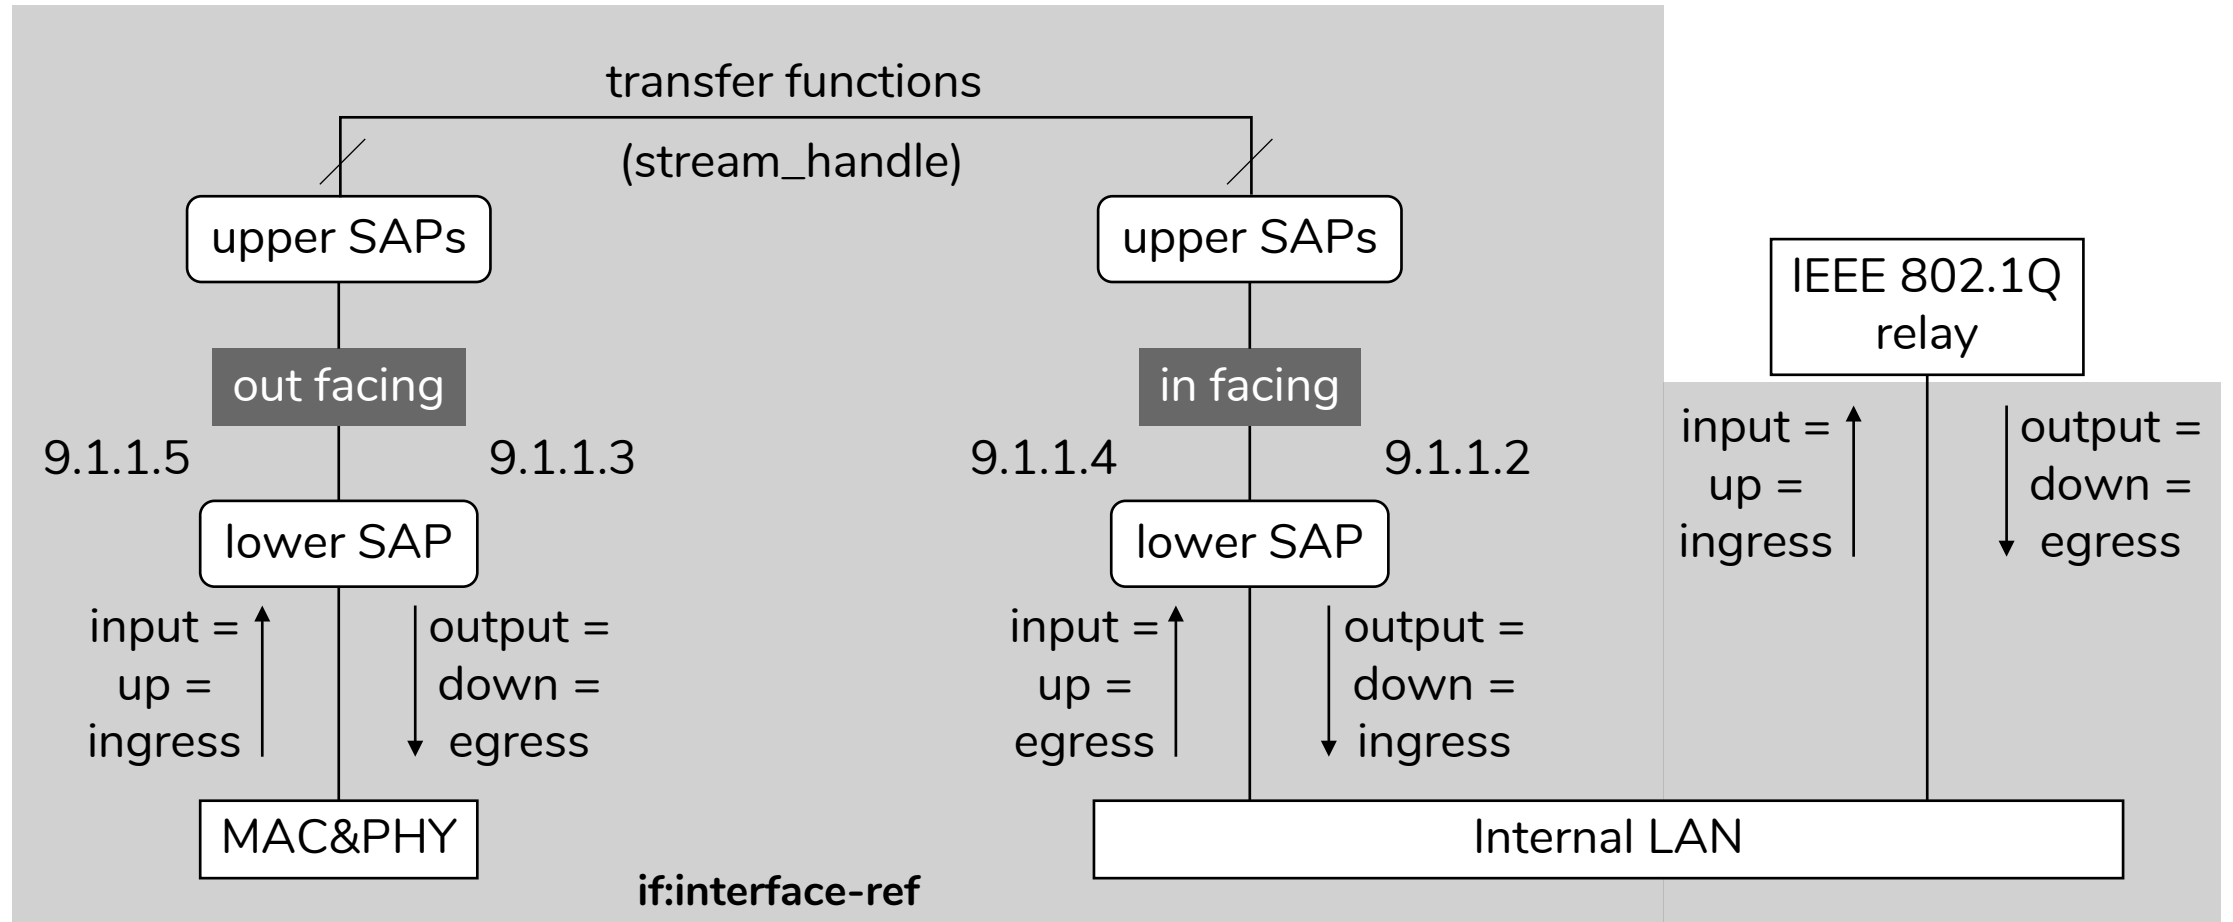 transfer functions
(stream_handle)
upper SAPs
upper SAPs
IEEE 802.1Q
relay
out facing
in facing
9.1.1.5
9.1.1.3
9.1.1.4
9.1.1.2
input =
up =
ingress
output =
down =
egress
lower SAP
lower SAP
input =
up =
ingress
output =
down =
egress
input =
up =
egress
output =
down =
ingress
MAC&PHY
Internal LAN
if:interface-ref